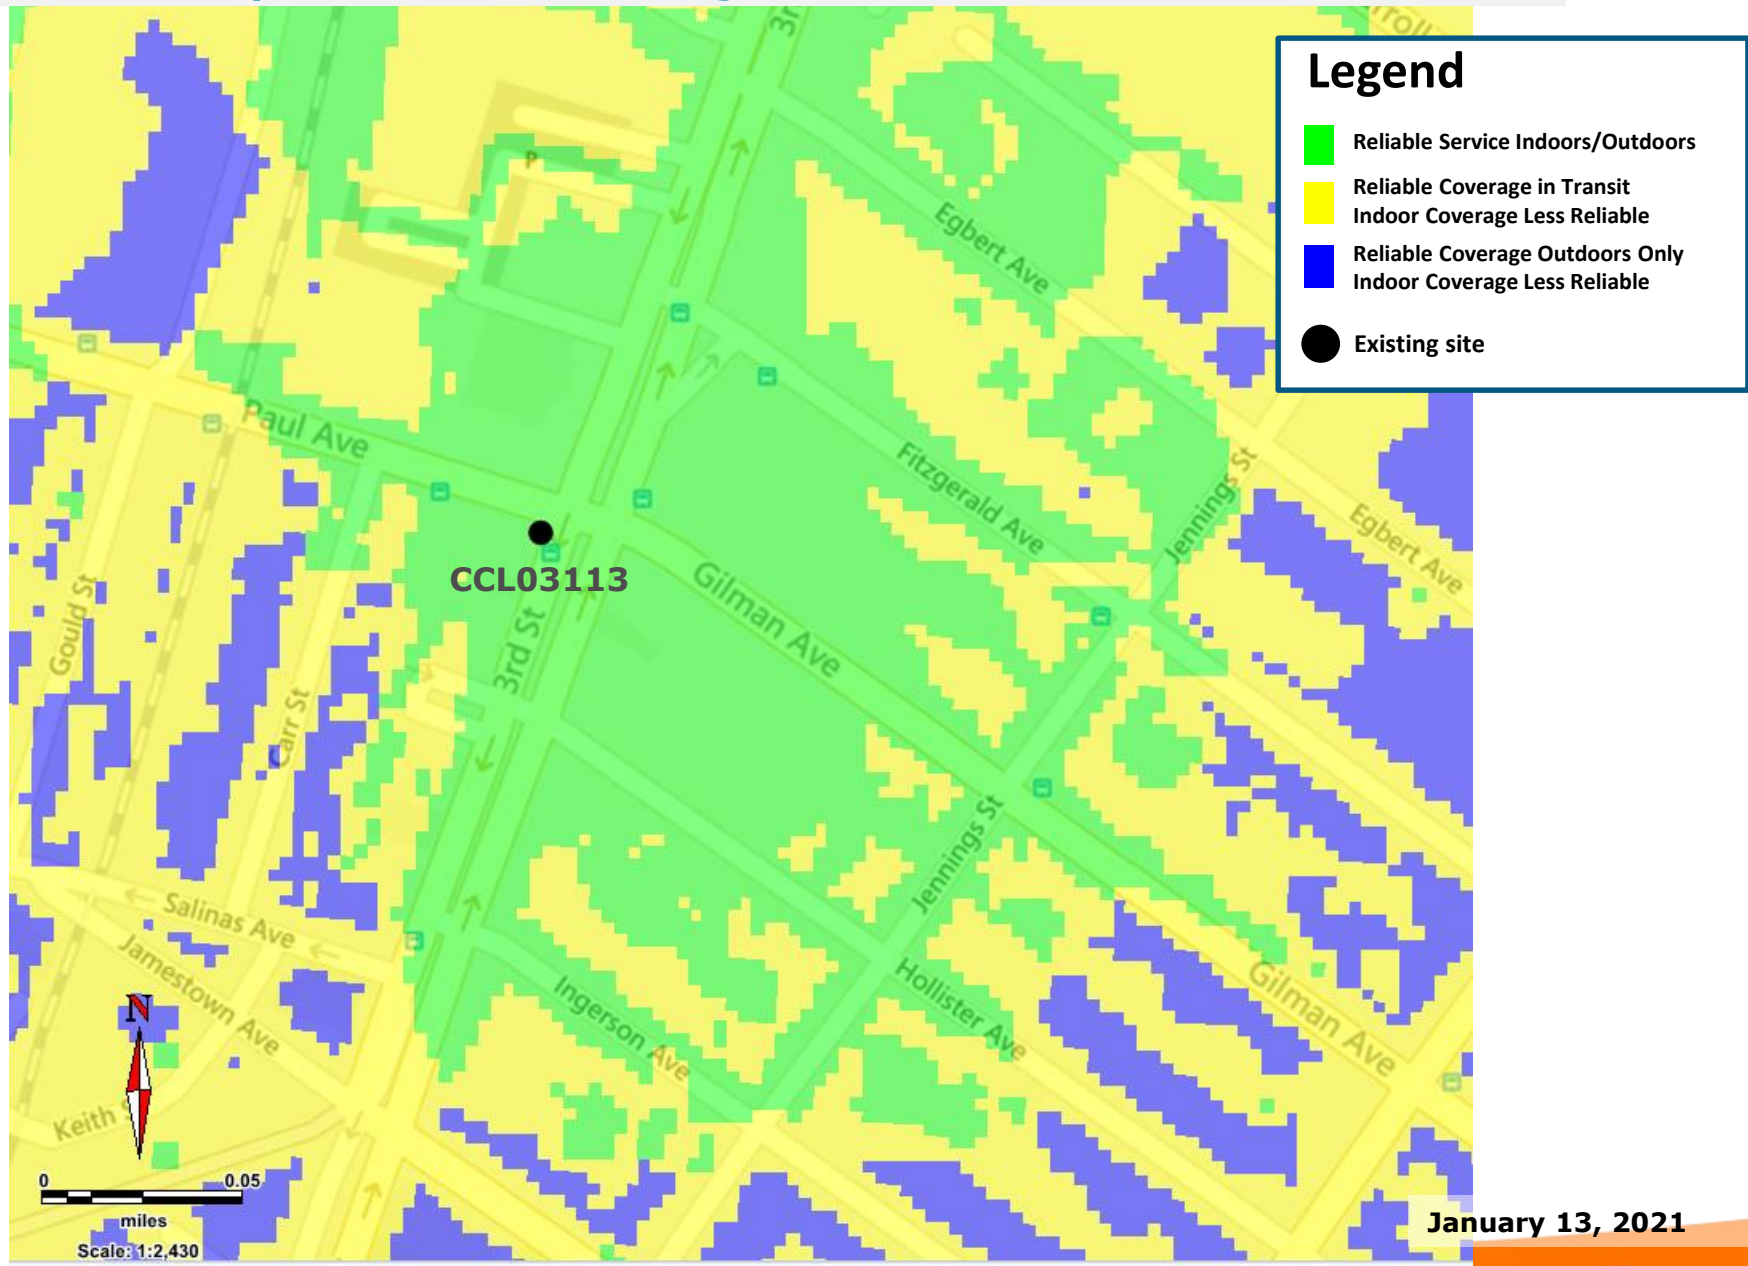 Legend
Reliable Service Indoors/Outdoors
Reliable Coverage in Transit
Indoor Coverage Less Reliable
Reliable Coverage Outdoors Only
Indoor Coverage Less Reliable
Existing site
3rd
P
Egbert Ave
Paul Ave
Fitzgerald Ave
Jennings St
Egbert Ave
CCL03113
Gilman Ave
3rd St
Gould St
Carr St
Jennings St
Salinas Ave
Jamestown Ave
Ingerson Ave
Hollister Ave
Gilman Ave
N
Keith
0 0.05
miles
Scale: 1:2,430
January 13, 2021